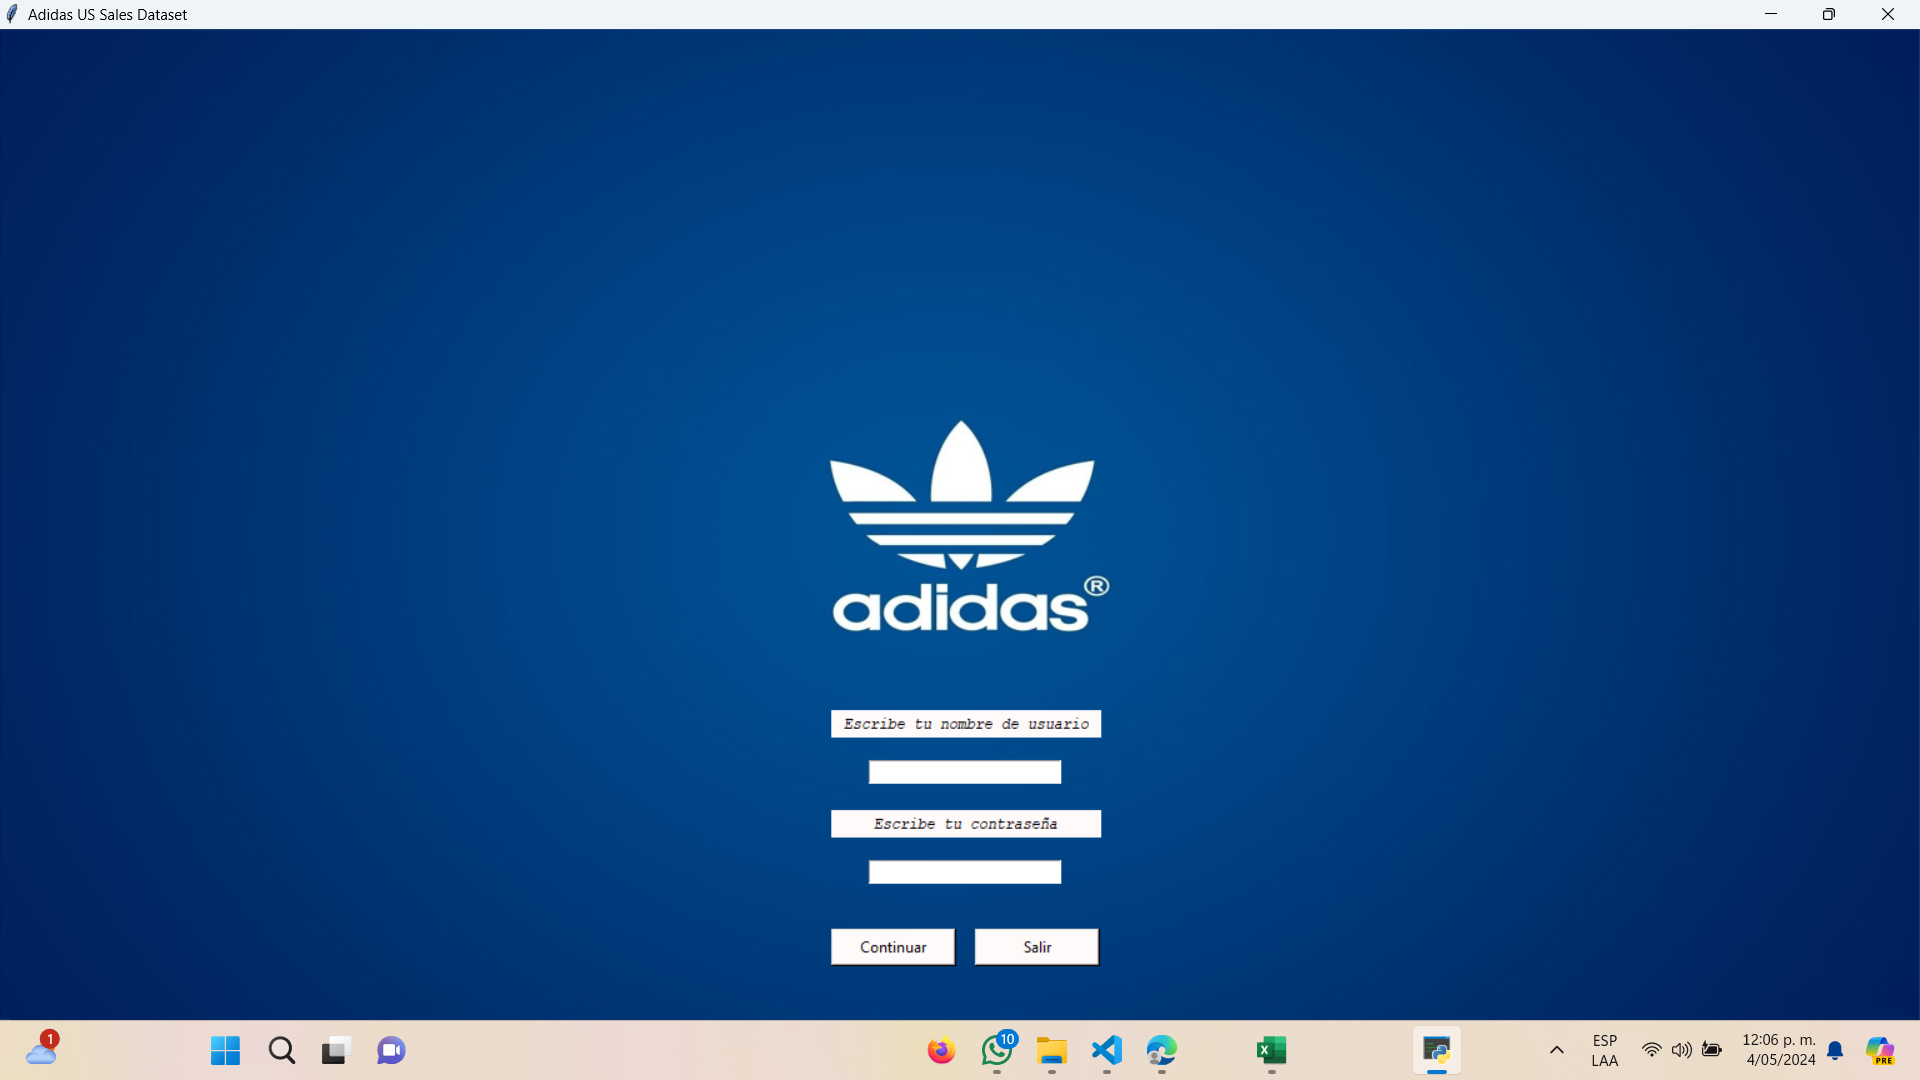 Adidas US Sales Dataset
adidas®
Escribe tu nombre de usuario
Escribe tu contraseña
Continuar
Salir
1
10
ESP
LAA
12:06 p. m.
4/05/2024
PRE